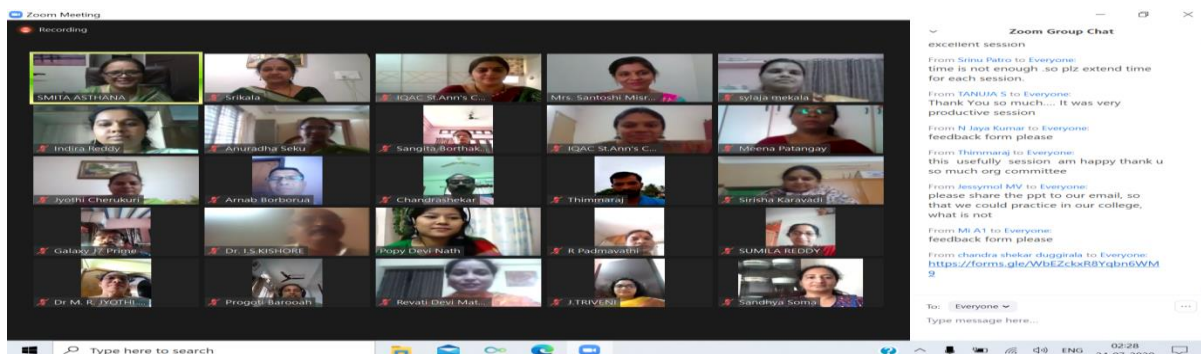 Zoom Meeting
Recording
SMITA ASTHANA
Srikala
IQAC St.Ann's C...
Mrs. Santoshi Misr...
sylaja mekala
Indira Reddy
Anuradha Seku
Sangita Borthak...
IQAC St.Ann's C...
Meena Patangay
Jyothi Cherukuri
Arnab Borborua
Chandrashekar
Thimmaraj
Sirisha Karavadi
Galaxy J7 Prime
Dr. I.S.KISHORE
Popy Devi Nath
R Padmavathi
SUMILA REDDY
Dr M. R. JYOTHI ...
Progoti Barooah
Revati Devi Mat...
J.TRIVENI
Sandhya Soma
Zoom Group Chat
excellent session
From Srinu Patro to Everyone:
time is not enough .so plz extend time
for each session.
From TANUJA S to Everyone:
Thank You so much.... It was very
productive session
From N Jaya Kumar to Everyone:
feedback form please
From Thimmaraj to Everyone:
this usefully session am happy thank u
so much org committee
From Jessymol MV to Everyone:
please share the ppt to our email, so
that we could practice in our college,
what is not
From Mi A1 to Everyone:
feedback form please
From chandra shekar duggirala to Everyone:
https://forms.gle/WbEZckxR8Yqbn6WM
9
To: Everyone
Type message here...
Type here to search
ENG
02:28